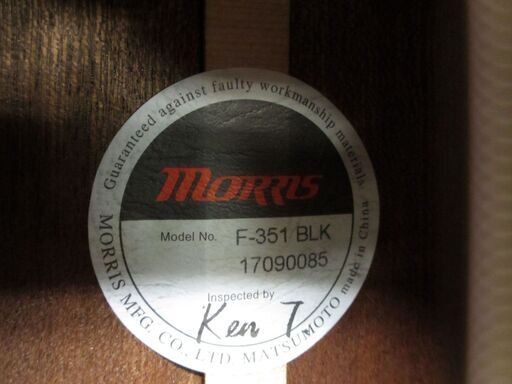 Guaranteed against faulty workmanship materials.
MORRIS
Model No. F-351 BLK
17090085
Inspected by
Ken T.
MORRIS MFG. CO., LTD. MATSUMOTO made in China